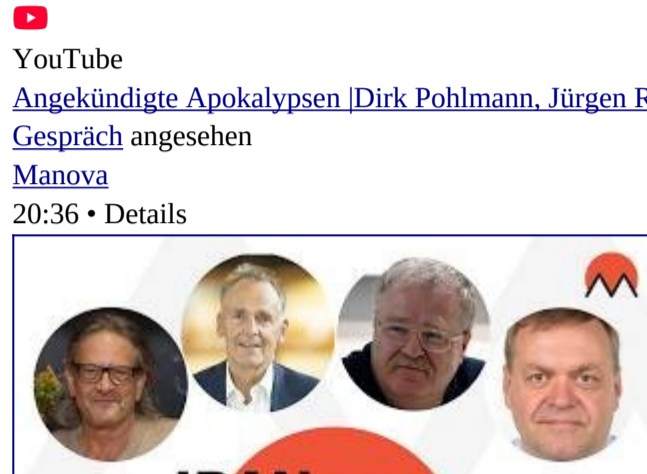 YouTube
Angekündigte Apokalypsen |Dirk Pohlmann, Jürgen
Gespräch angesehen
Manova
20:36 • Details